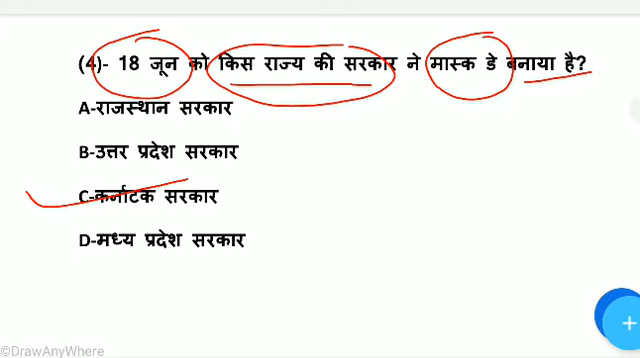 (4)- 18 जून को किस राज्य की सरकार ने मास्क डे बनाया है?
A-राजस्थान सरकार
B-उत्तर प्रदेश सरकार
C-कर्नाटक सरकार
D-मध्य प्रदेश सरकार
©DrawAnyWhere